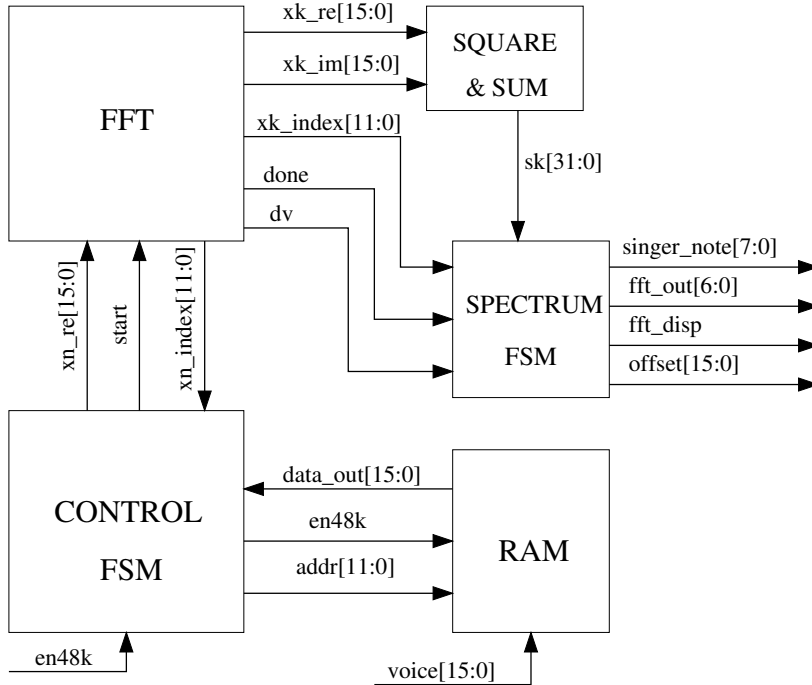 xk_re[15:0]
SQUARE
& SUM
xk_im[15:0]
FFT
xk_index[11:0]
done
dv
sk[31:0]
xn_re[15:0]
start
xn_index[11:0]
SPECTRUM
FSM
singer_note[7:0]
fft_out[6:0]
fft_disp
offset[15:0]
CONTROL
FSM
data_out[15:0]
en48k
addr[11:0]
RAM
en48k
voice[15:0]